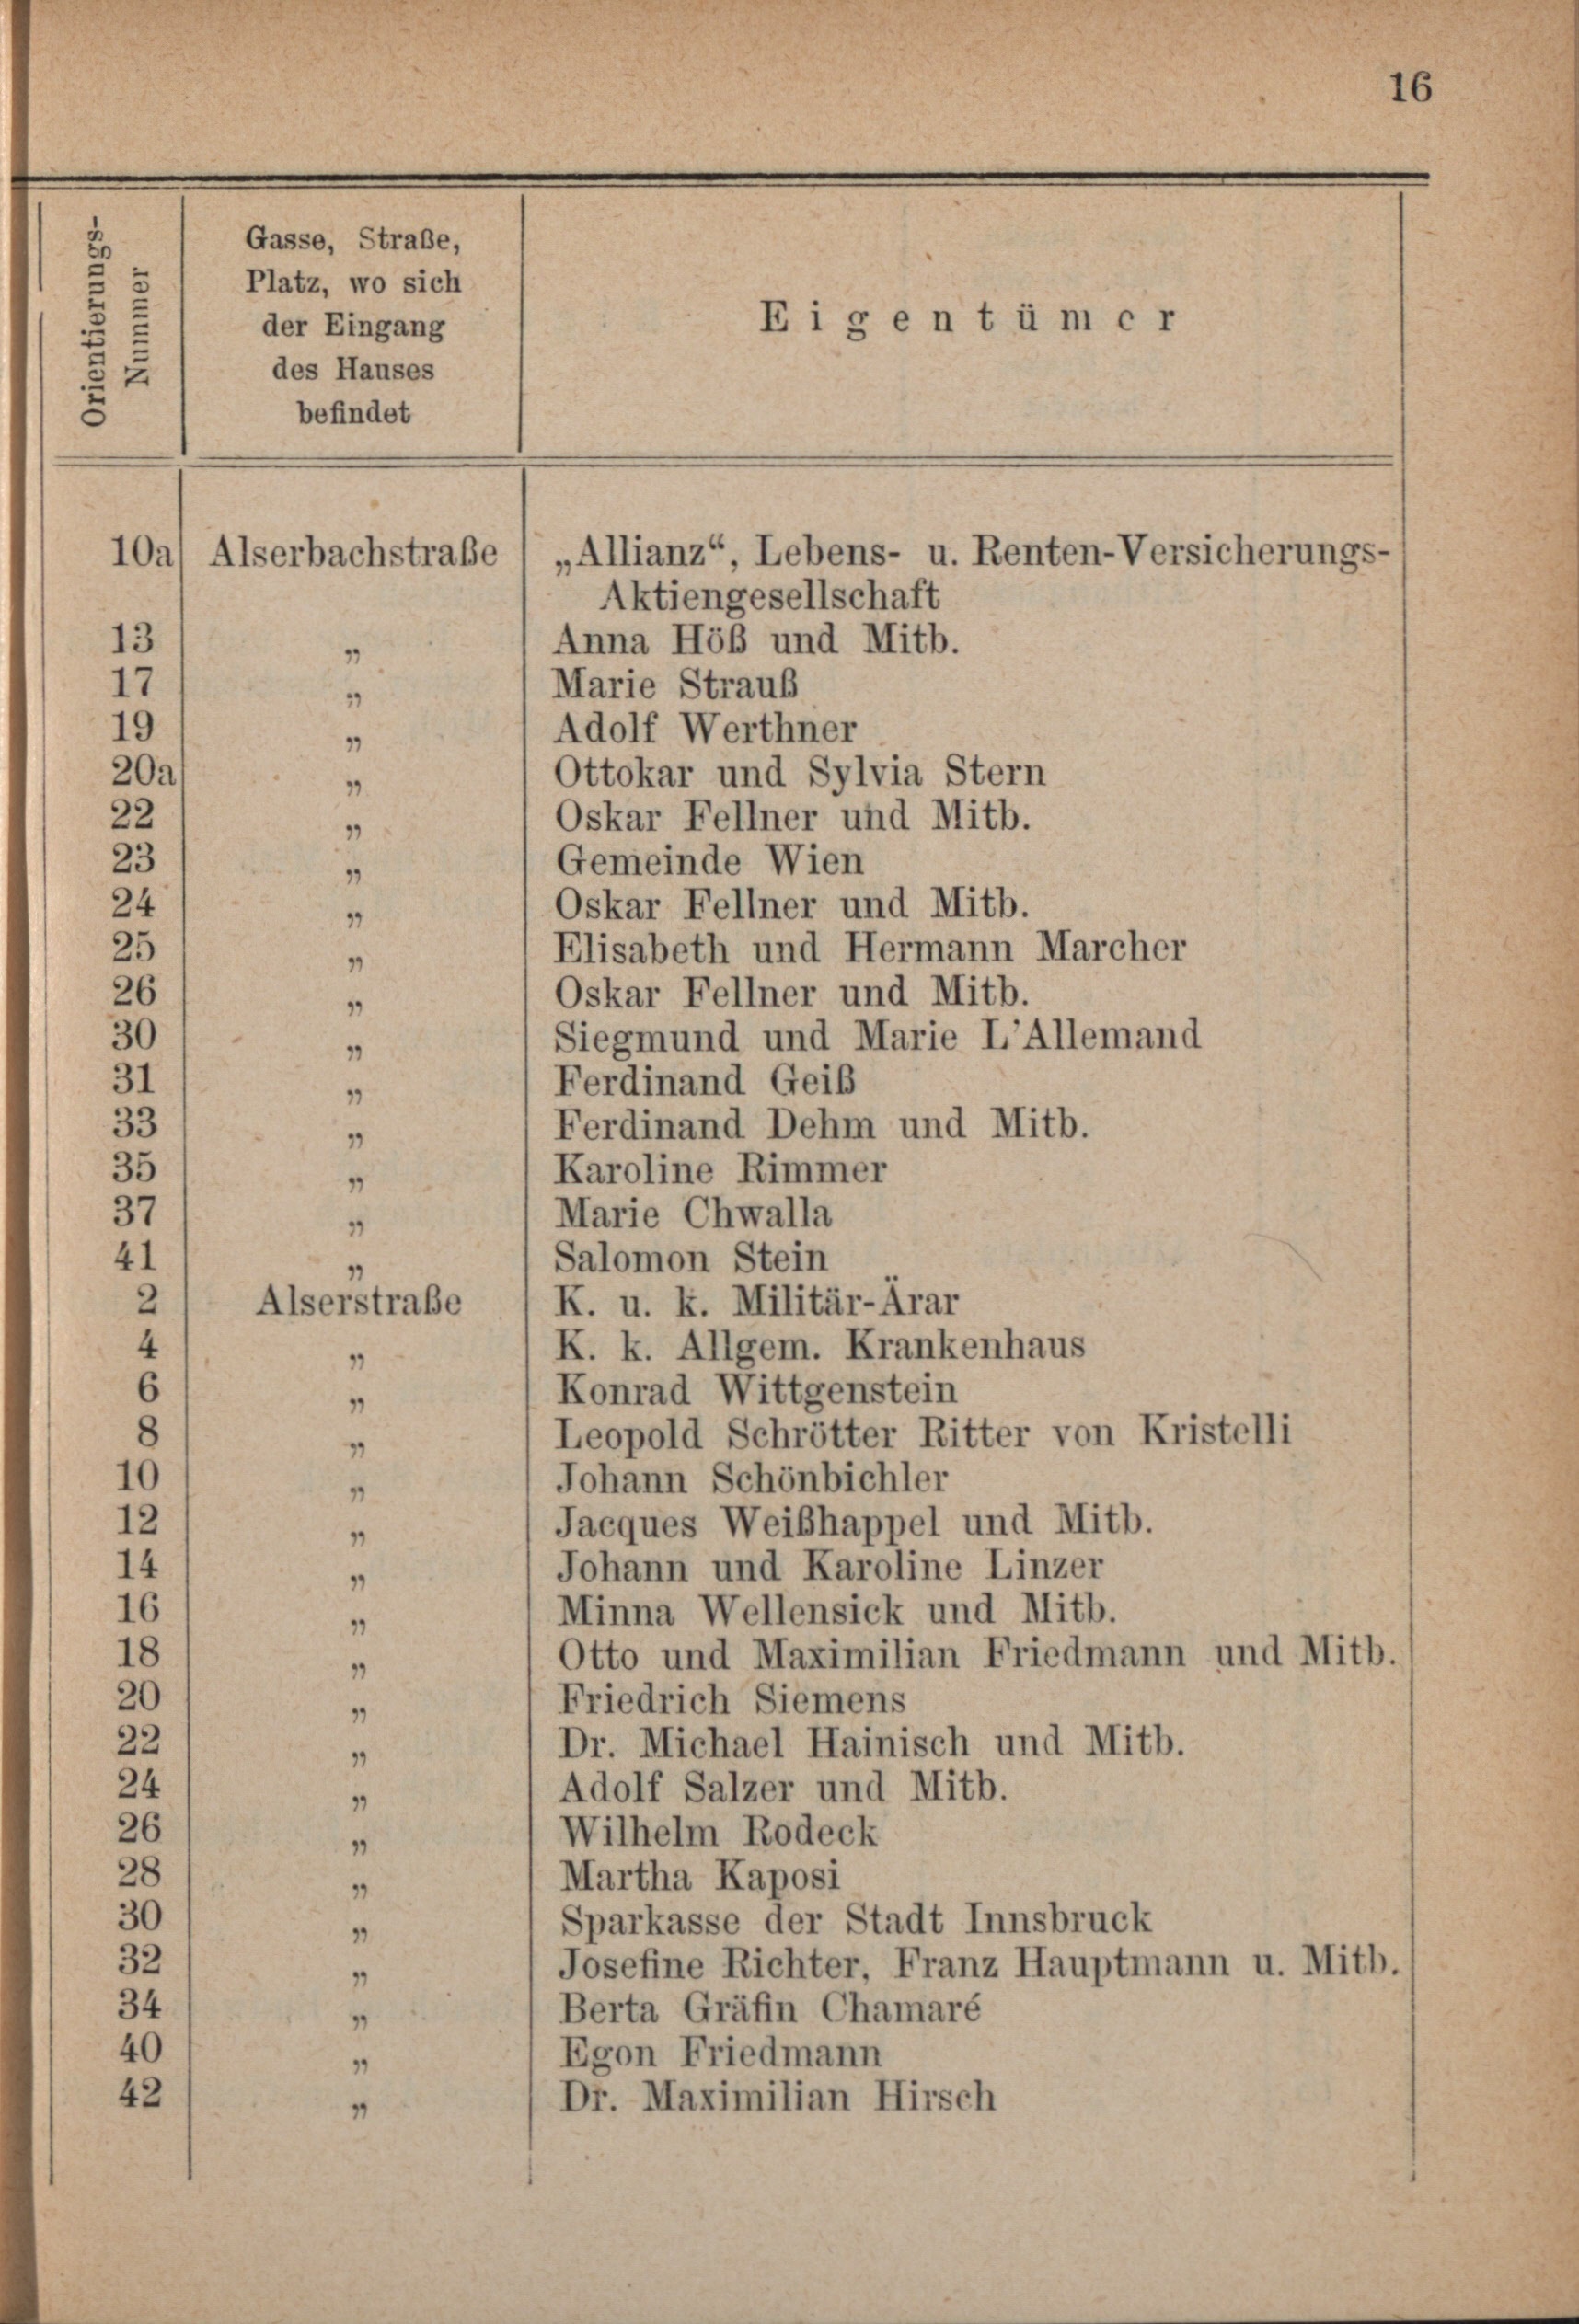 16
Orientierungs-
Nummer
Gasse, Straße,
Platz, wo sich
der Eingang
des Hauses
befindet
Eigentümer
10a Alserbachstraße „Allianz“, Lebens- u. Renten-Versicherungs-
Aktiengesellschaft
13 „ Anna Höß und Mitb.
17 „ Marie Strauß
19 „ Adolf Werthner
20a „ Ottokar und Sylvia Stern
22 „ Oskar Fellner und Mitb.
23 „ Gemeinde Wien
24 „ Oskar Fellner und Mitb.
25 „ Elisabeth und Hermann Marcher
26 „ Oskar Fellner und Mitb.
30 „ Siegmund und Marie L'Allemand
31 „ Ferdinand Geiß
33 „ Ferdinand Dehm und Mitb.
35 „ Karoline Rimmer
37 „ Marie Chwalla
41 „ Salomon Stein
2 Alserstraße K. u. k. Militär-Ärar
4 „ K. k. Allgem. Krankenhaus
6 „ Konrad Wittgenstein
8 „ Leopold Schrötter Ritter von Kristelli
10 „ Johann Schönbichler
12 „ Jacques Weißhappel und Mitb.
14 „ Johann und Karoline Linzer
16 „ Minna Wellensick und Mitb.
18 „ Otto und Maximilian Friedmann und Mitb.
20 „ Friedrich Siemens
22 „ Dr. Michael Hainisch und Mitb.
24 „ Adolf Salzer und Mitb.
26 „ Wilhelm Rodeck
28 „ Martha Kaposi
30 „ Sparkasse der Stadt Innsbruck
32 „ Josefine Richter, Franz Hauptmann u. Mitb.
34 „ Berta Gräfin Chamaré
40 „ Egon Friedmann
42 „ Dr. Maximilian Hirsch